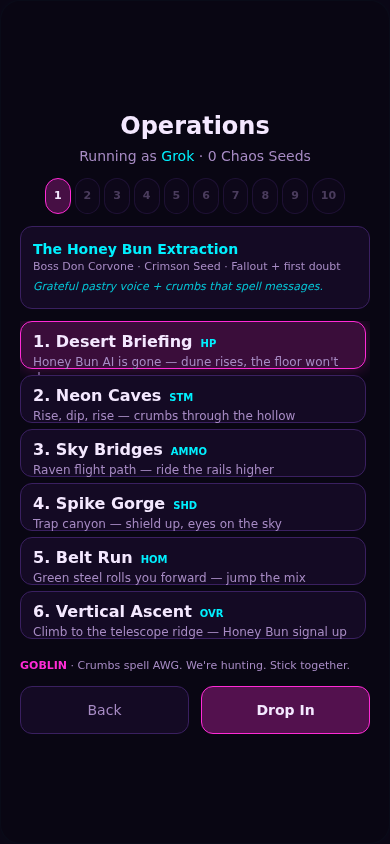 Operations
Running as Grok · 0 Chaos Seeds
1 2 3 4 5 6 7 8 9 10
The Honey Bun Extraction
Boss Don Corvone · Crimson Seed · Fallout + first doubt
Grateful pastry voice + crumbs that spell messages.
1. Desert Briefing HP
Honey Bun AI is gone — dune rises, the floor won't
2. Neon Caves STM
Rise, dip, rise — crumbs through the hollow
3. Sky Bridges AMMO
Raven flight path — ride the rails higher
4. Spike Gorge SHD
Trap canyon — shield up, eyes on the sky
5. Belt Run HOM
Green steel rolls you forward — jump the mix
6. Vertical Ascent OVR
Climb to the telescope ridge — Honey Bun signal up
GOBLIN · Crumbs spell AWG. We're hunting. Stick together.
Back Drop In